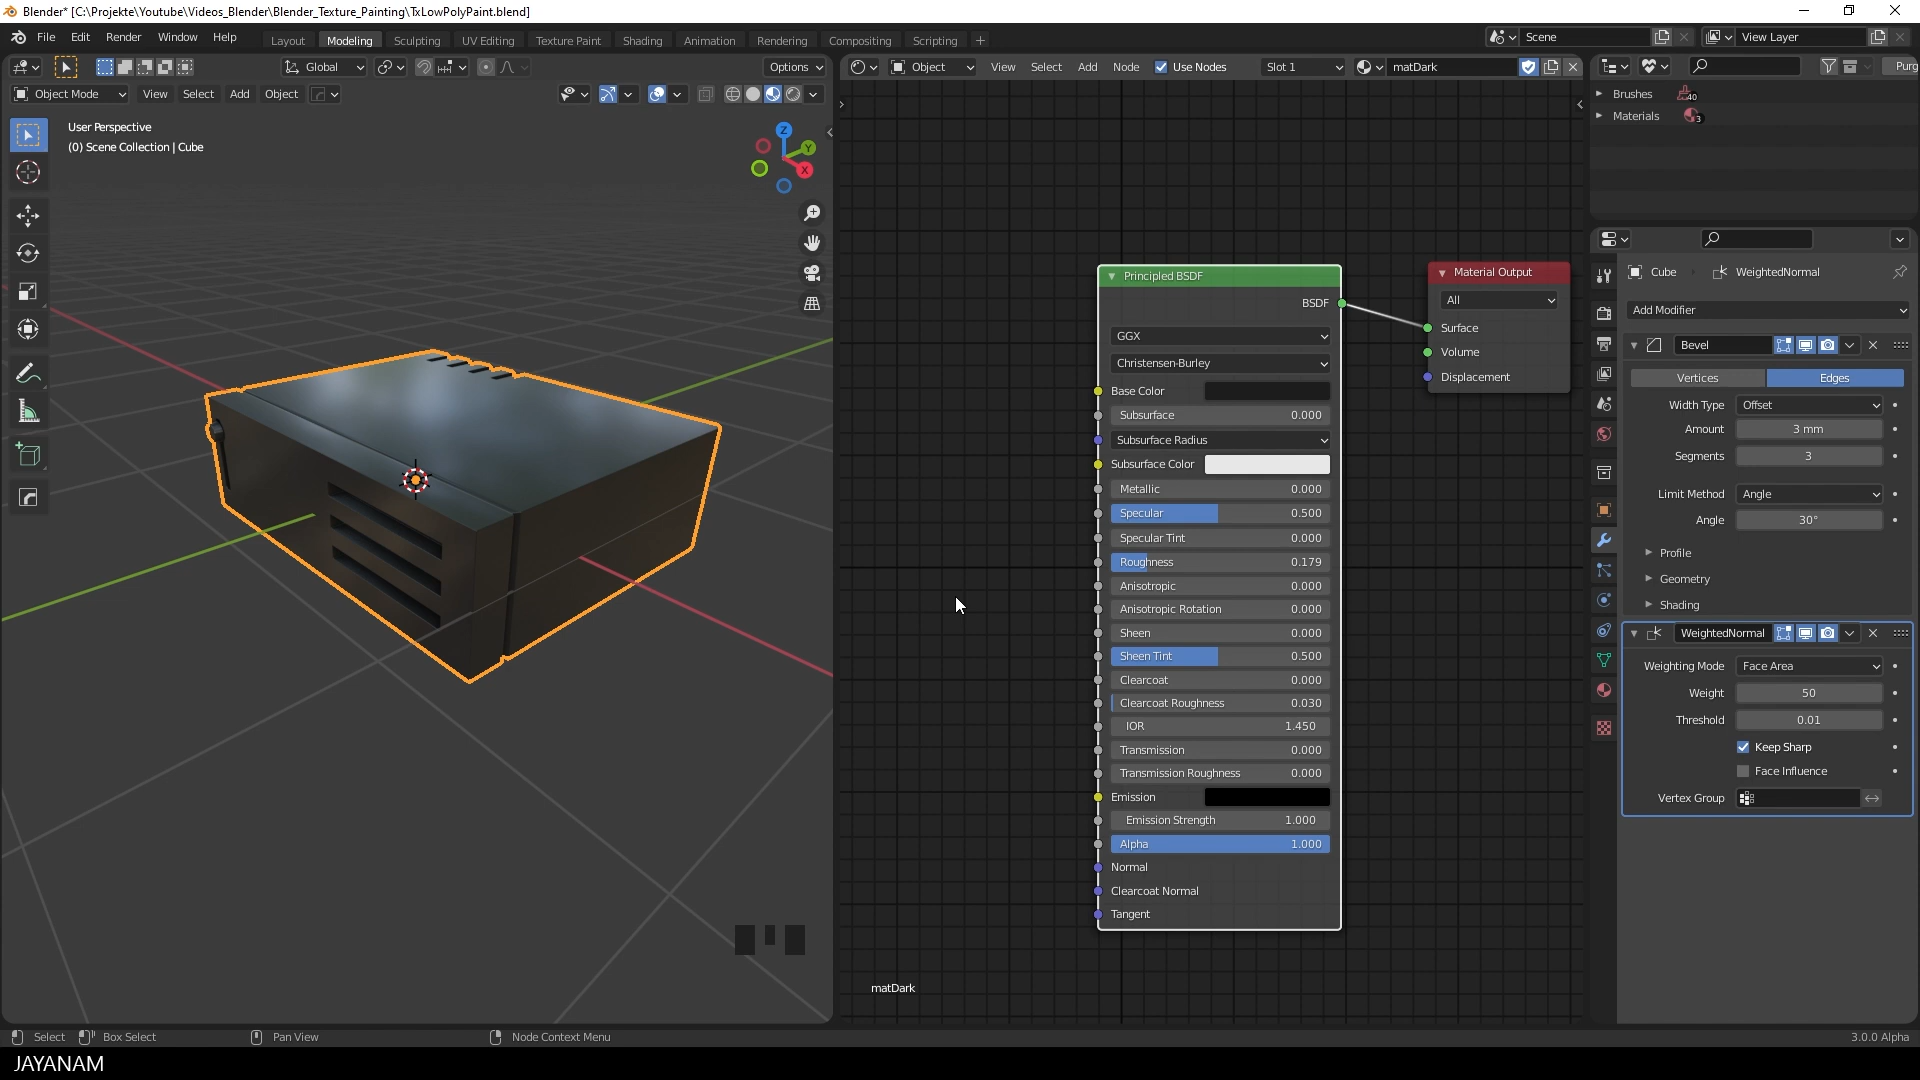 Blender* [C:\Projekte\Youtube\Videos_Blender\Blender_Texture_Painting\TxLowPolyPaint.blend]
File Edit Render Window Help
Layout Modeling Sculpting UV Editing Texture Paint Shading Animation Rendering Compositing Scripting +
Scene
View Layer
Global
Options
Object
View Select Add Node Use Nodes
Slot 1
matDark
Purg
Object Mode
View Select Add Object
Brushes 40
Materials 3
User Perspective
(0) Scene Collection | Cube
Z
Y
X
Cube WeightedNormal
Add Modifier
Principled BSDF
BSDF
GGX
Christensen-Burley
Base Color
Subsurface 0.000
Subsurface Radius
Subsurface Color
Metallic 0.000
Specular 0.500
Specular Tint 0.000
Roughness 0.179
Anisotropic 0.000
Anisotropic Rotation 0.000
Sheen 0.000
Sheen Tint 0.500
Clearcoat 0.000
Clearcoat Roughness 0.030
IOR 1.450
Transmission 0.000
Transmission Roughness 0.000
Emission
Emission Strength 1.000
Alpha 1.000
Normal
Clearcoat Normal
Tangent
Material Output
All
Surface
Volume
Displacement
Bevel
Vertices Edges
Width Type Offset
Amount 3 mm
Segments 3
Limit Method Angle
Angle 30°
Profile
Geometry
Shading
WeightedNormal
Weighting Mode Face Area
Weight 50
Threshold 0.01
Keep Sharp
Face Influence
Vertex Group
matDark
Select Box Select Pan View Node Context Menu 3.0.0 Alpha
JAYANAM